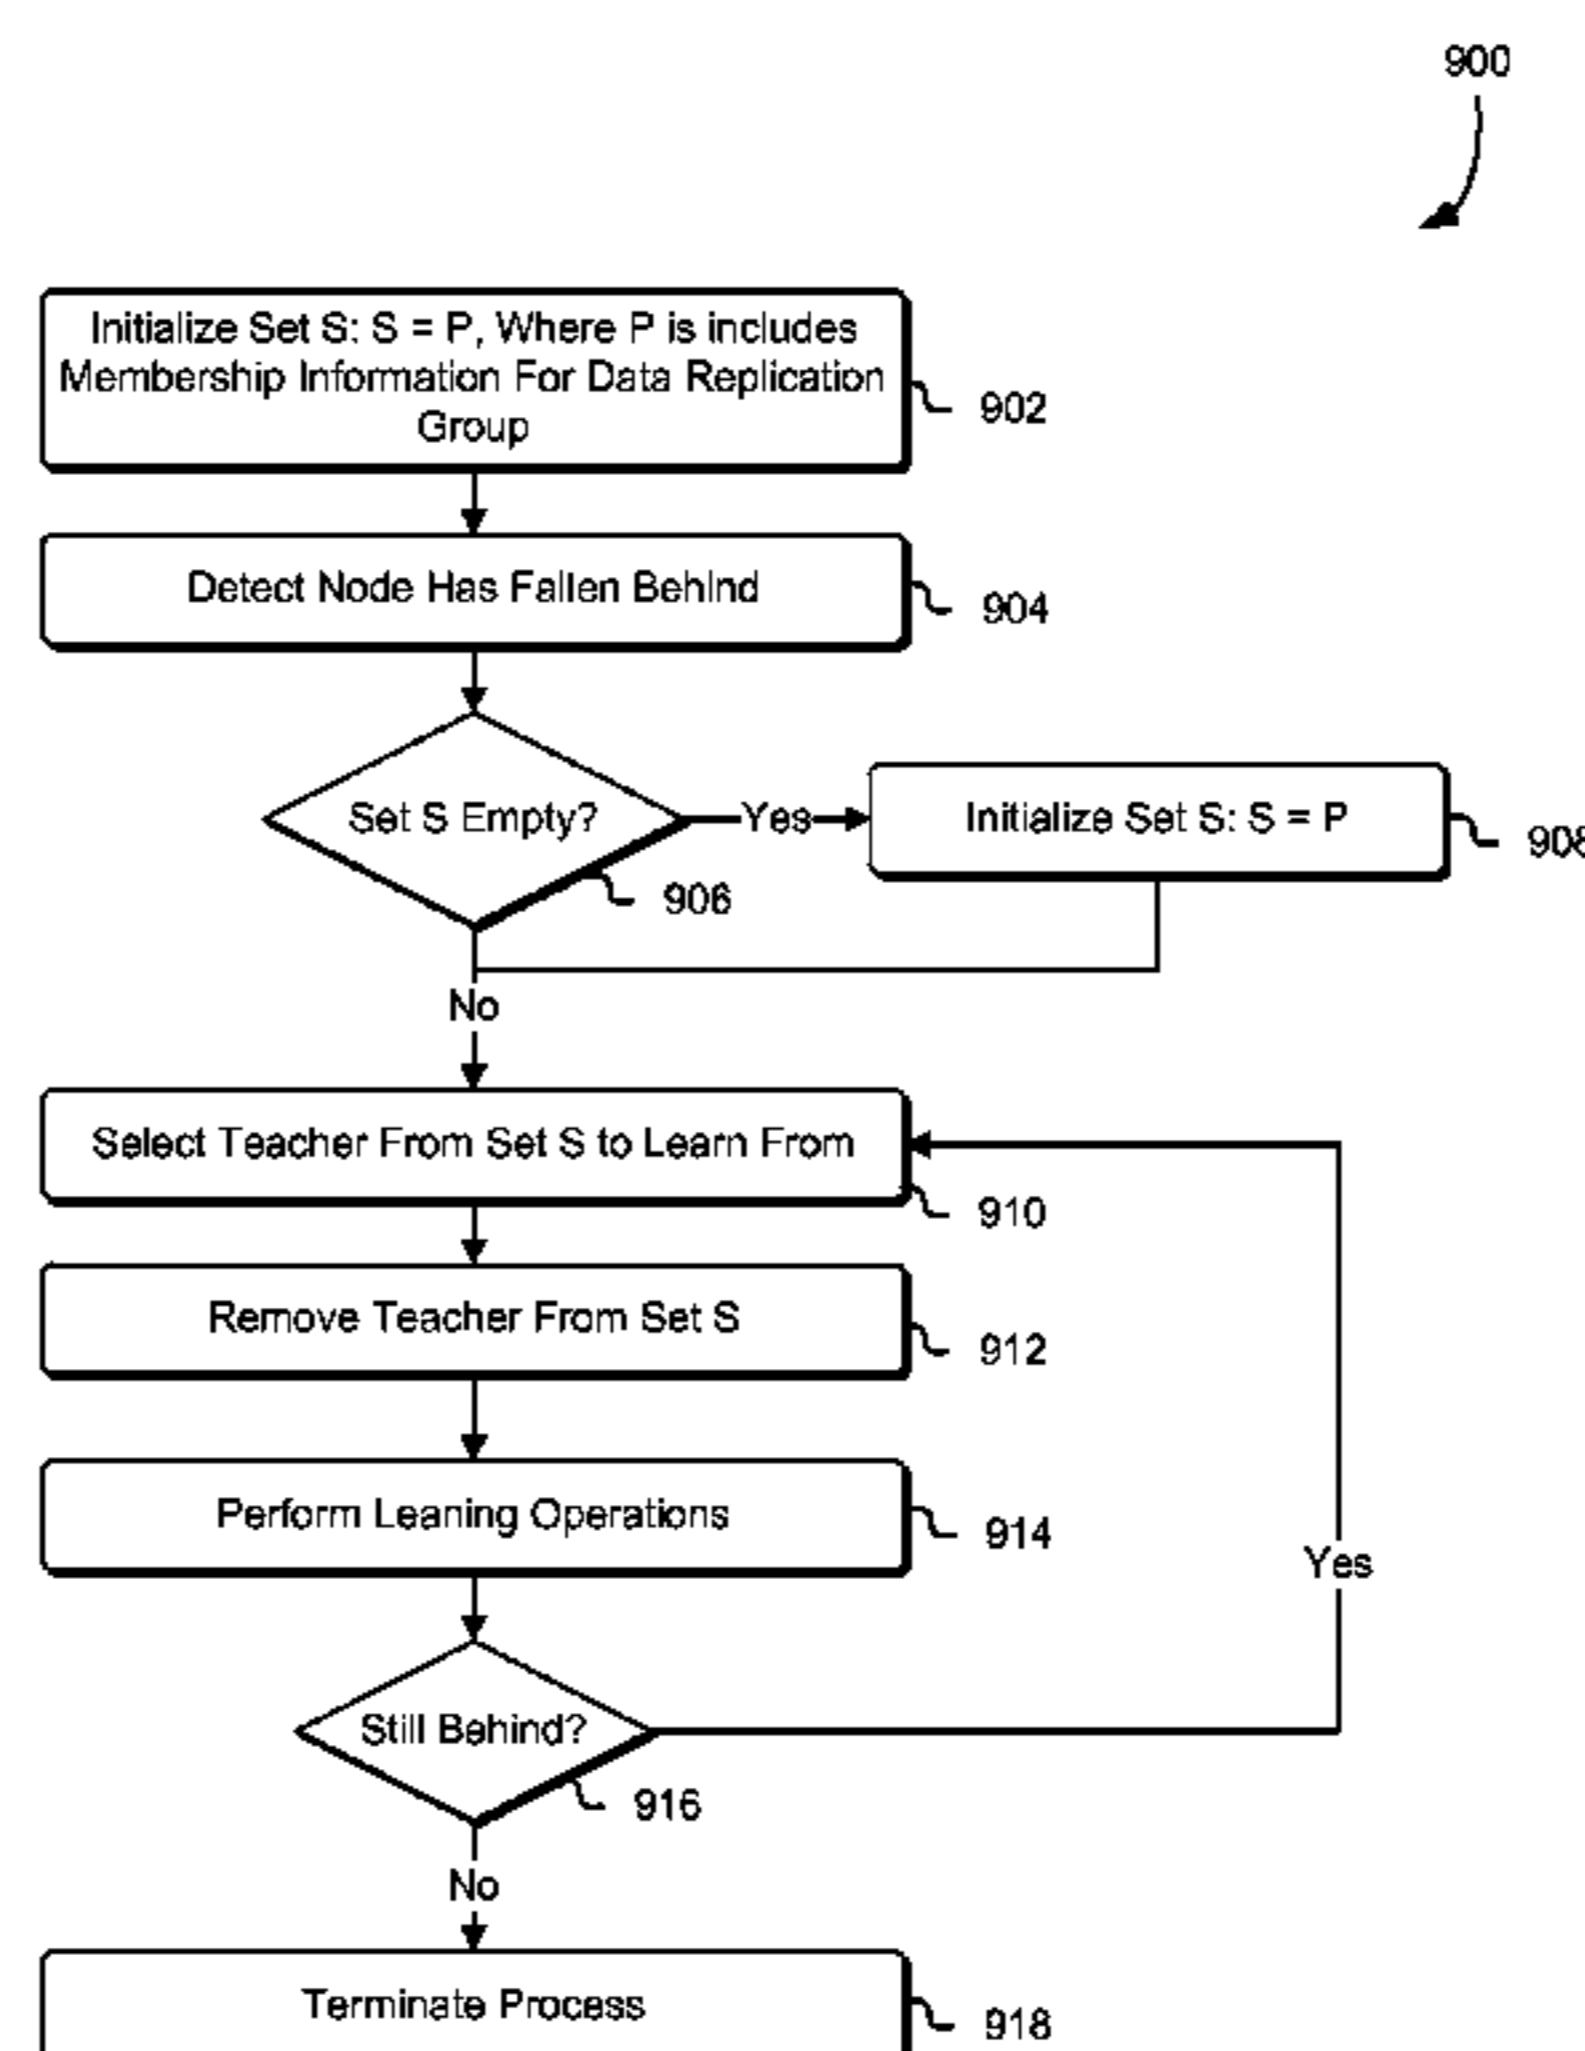 900
Initialize Set S: S = P, Where P is includes
Membership Information For Data Replication
Group
902
Detect Node Has Fallen Behind
904
Set S Empty?
Yes
Initialize Set S: S = P
908
906
No
Select Teacher From Set S to Learn From
910
Remove Teacher From Set S
912
Perform Leaning Operations
914
Yes
Still Behind?
916
No
Terminate Process
918